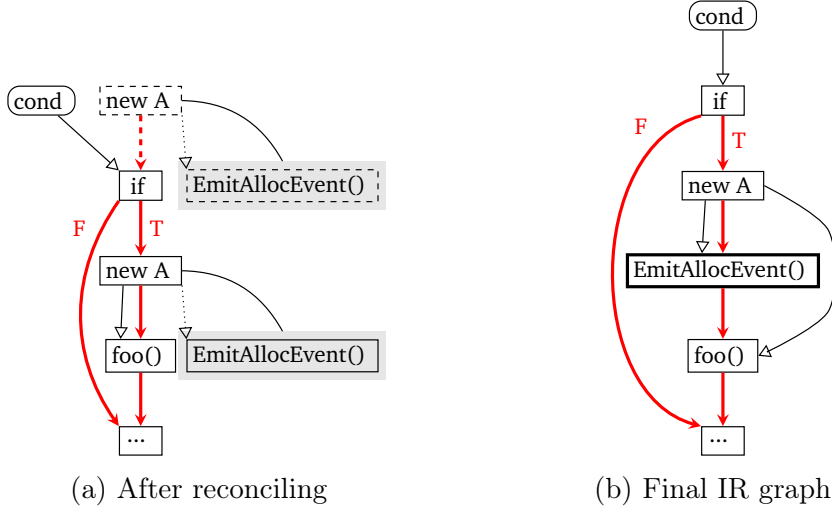 cond
new A
EmitAllocEvent()
if
F
T
new A
foo()
EmitAllocEvent()
...
(a) After reconciling
cond
if
F
T
new A
EmitAllocEvent()
foo()
...
(b) Final IR graph